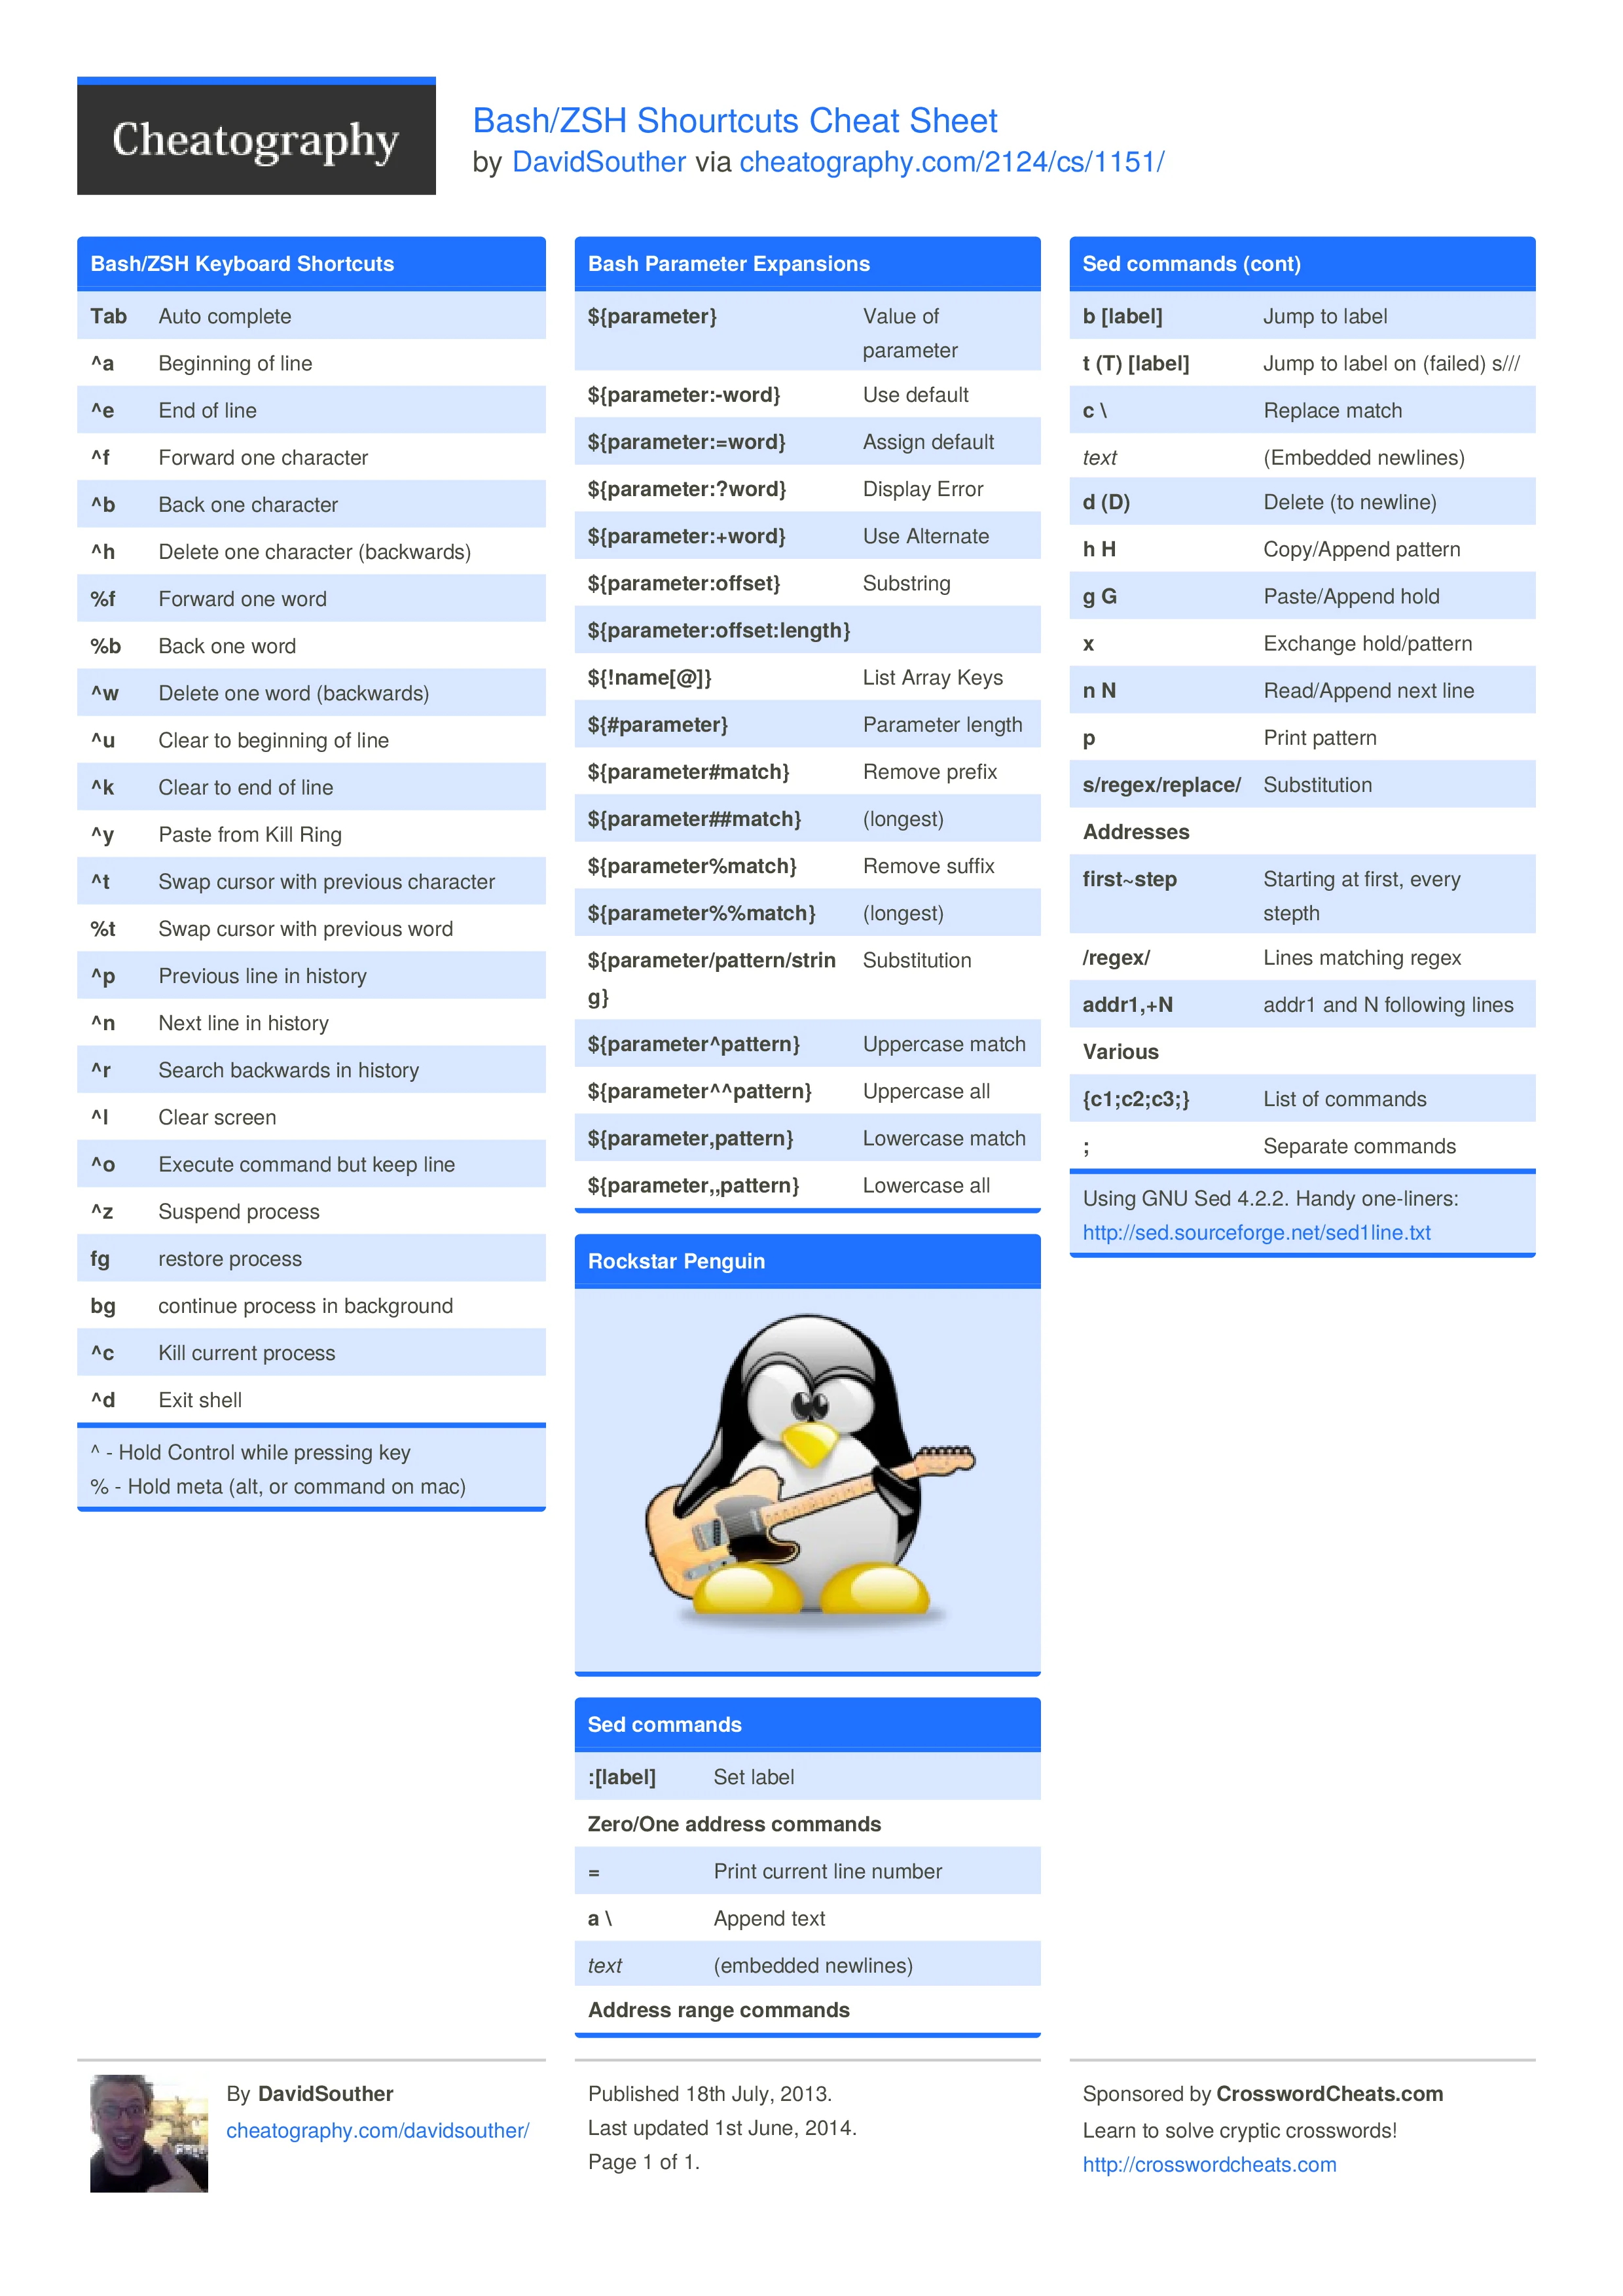 Cheatography
Bash/ZSH Shourtcuts Cheat Sheet
by DavidSouther via cheatography.com/2124/cs/1151/
Bash/ZSH Keyboard Shortcuts
Tab Auto complete
^a Beginning of line
^e End of line
^f Forward one character
^b Back one character
^h Delete one character (backwards)
%f Forward one word
%b Back one word
^w Delete one word (backwards)
^u Clear to beginning of line
^k Clear to end of line
^y Paste from Kill Ring
^t Swap cursor with previous character
%t Swap cursor with previous word
^p Previous line in history
^n Next line in history
^r Search backwards in history
^l Clear screen
^o Execute command but keep line
^z Suspend process
fg restore process
bg continue process in background
^c Kill current process
^d Exit shell
^ - Hold Control while pressing key
% - Hold meta (alt, or command on mac)
Bash Parameter Expansions
${parameter} Value of
parameter
${parameter:-word} Use default
${parameter:=word} Assign default
${parameter:?word} Display Error
${parameter:+word} Use Alternate
${parameter:offset} Substring
${parameter:offset:length}
${!name[@]} List Array Keys
${#parameter} Parameter length
${parameter#match} Remove prefix
${parameter##match} (longest)
${parameter%match} Remove suffix
${parameter%%match} (longest)
${parameter/pattern/strin Substitution
g}
${parameter^pattern} Uppercase match
${parameter^^pattern} Uppercase all
${parameter,pattern} Lowercase match
${parameter,,pattern} Lowercase all
Rockstar Penguin
Sed commands
:[label] Set label
Zero/One address commands
= Print current line number
a \ Append text
text (embedded newlines)
Address range commands
Sed commands (cont)
b [label] Jump to label
t (T) [label] Jump to label on (failed) s///
c \ Replace match
text (Embedded newlines)
d (D) Delete (to newline)
h H Copy/Append pattern
g G Paste/Append hold
x Exchange hold/pattern
n N Read/Append next line
p Print pattern
s/regex/replace/ Substitution
Addresses
first~step Starting at first, every
stepth
/regex/ Lines matching regex
addr1,+N addr1 and N following lines
Various
{c1;c2;c3;} List of commands
; Separate commands
Using GNU Sed 4.2.2. Handy one-liners:
http://sed.sourceforge.net/sed1line.txt
By DavidSouther
cheatography.com/davidsouther/
Published 18th July, 2013.
Last updated 1st June, 2014.
Page 1 of 1.
Sponsored by CrosswordCheats.com
Learn to solve cryptic crosswords!
http://crosswordcheats.com